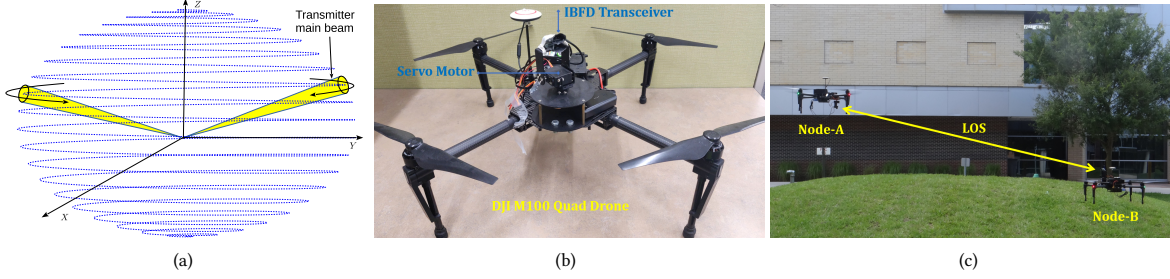 Transmitter
main beam
Z
Y
X
(a)
IBFD Transceiver
Servo Motor
DJI M100 Quad Drone
(b)
Node-A
LOS
Node-B
(c)